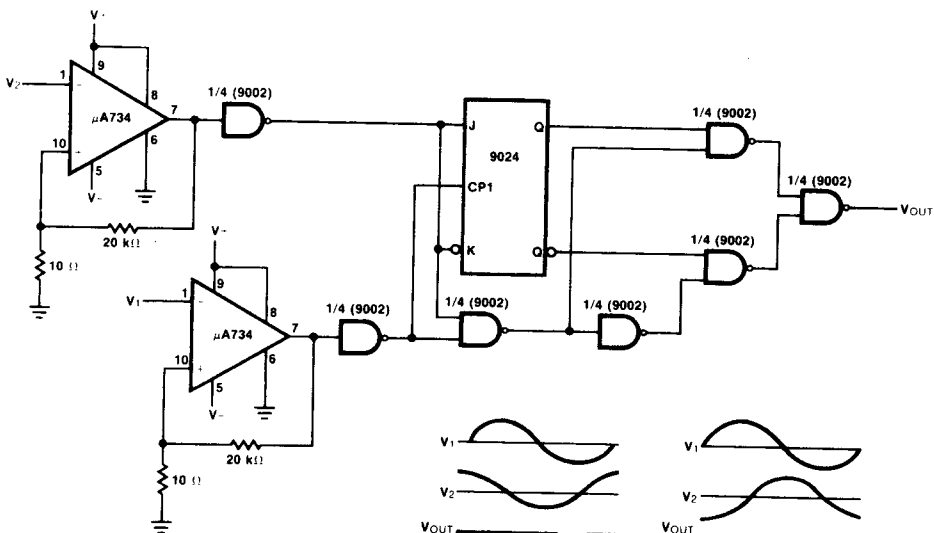 V+
9
V₂
1
−
8
μA734
7
1/4 (9002)
10
+
6
5
V−
20 kΩ
10 Ω
J
Q
9024
CP1
K
Q
1/4 (9002)
1/4 (9002)
VOUT
1/4 (9002)
V+
9
V₁
1
−
8
μA734
7
1/4 (9002)
1/4 (9002)
1/4 (9002)
10
+
6
5
V−
20 kΩ
10 Ω
V₁
V₂
VOUT
V₁
V₂
VOUT